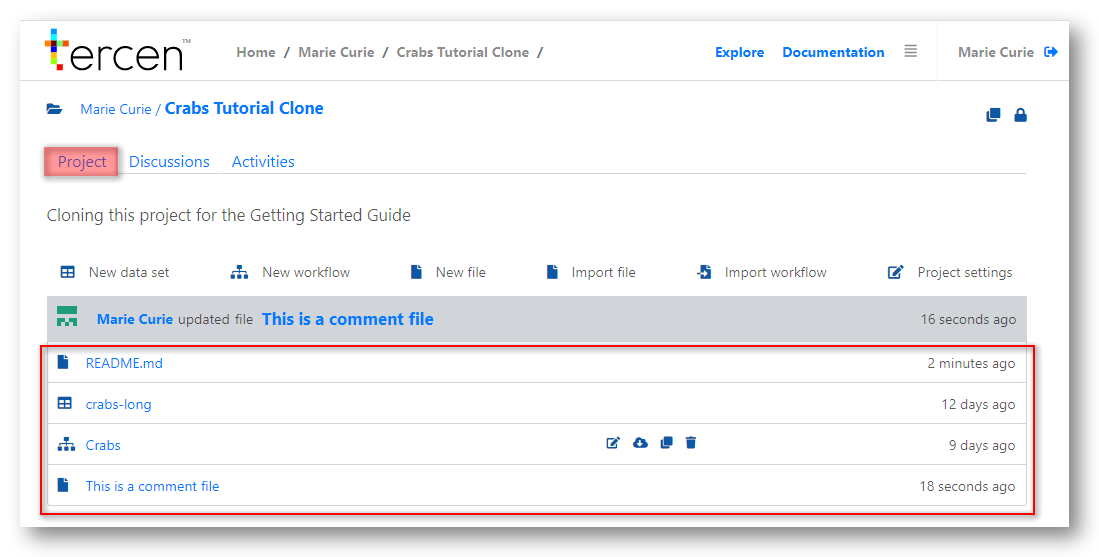 tercen™
Home / Marie Curie / Crabs Tutorial Clone /
Explore Documentation
Marie Curie
Marie Curie / Crabs Tutorial Clone
Project Discussions Activities
Cloning this project for the Getting Started Guide
New data set New workflow New file Import file Import workflow Project settings
Marie Curie updated file This is a comment file 16 seconds ago
README.md 2 minutes ago
crabs-long 12 days ago
Crabs 9 days ago
This is a comment file 18 seconds ago